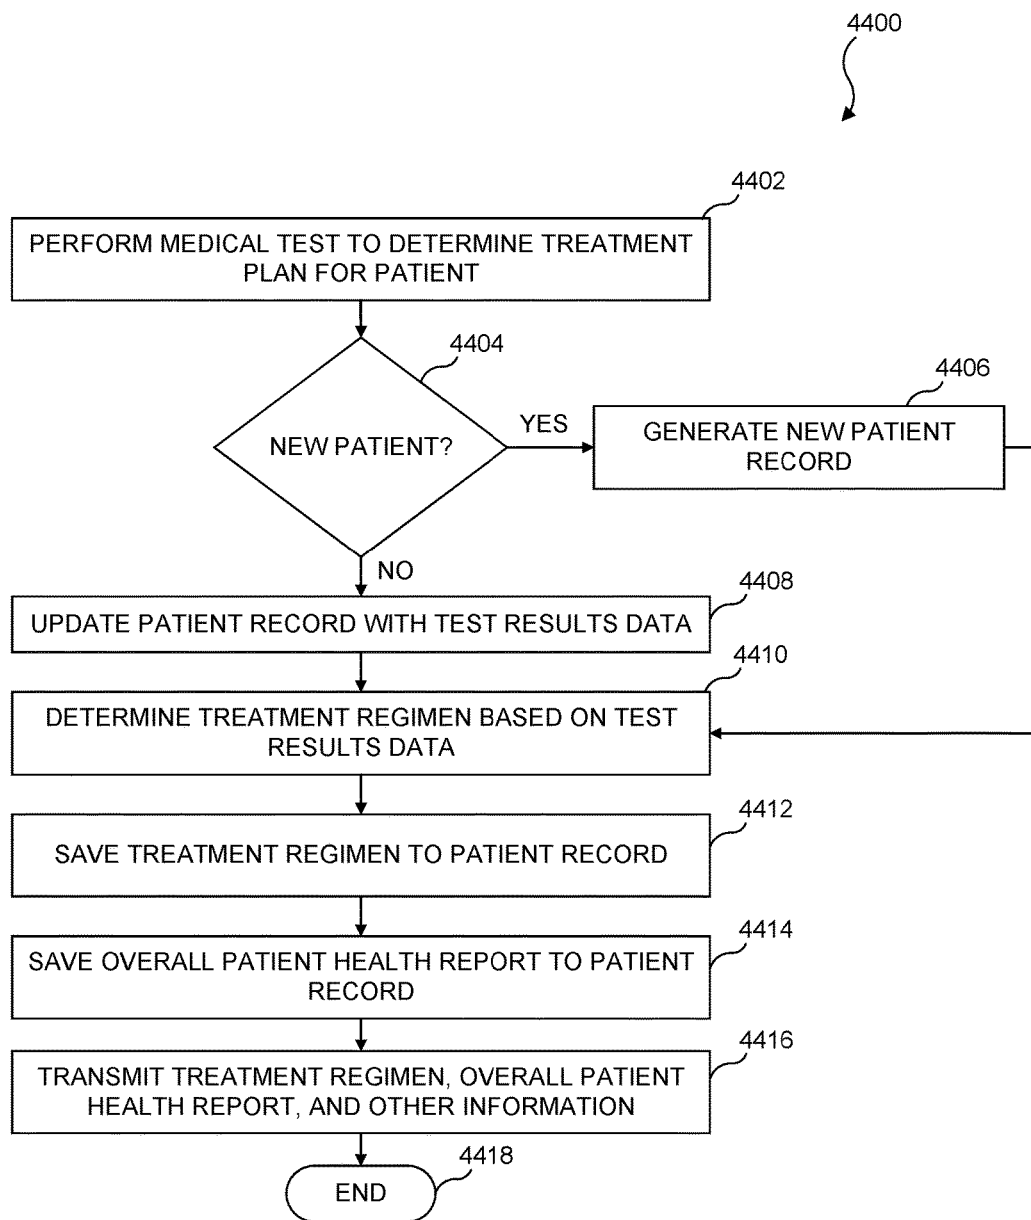 4400
4402
PERFORM MEDICAL TEST TO DETERMINE TREATMENT
PLAN FOR PATIENT
4404
NEW PATIENT?
YES
4406
GENERATE NEW PATIENT
RECORD
NO
4408
UPDATE PATIENT RECORD WITH TEST RESULTS DATA
4410
DETERMINE TREATMENT REGIMEN BASED ON TEST
RESULTS DATA
4412
SAVE TREATMENT REGIMEN TO PATIENT RECORD
4414
SAVE OVERALL PATIENT HEALTH REPORT TO PATIENT
RECORD
4416
TRANSMIT TREATMENT REGIMEN, OVERALL PATIENT
HEALTH REPORT, AND OTHER INFORMATION
4418
END